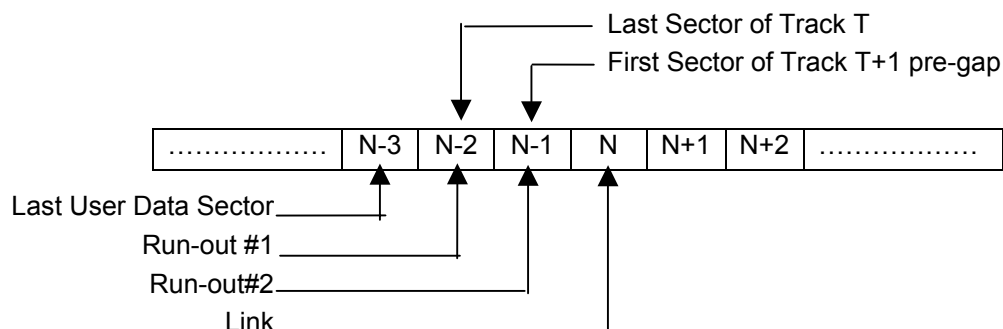 Last Sector of Track T
First Sector of Track T+1 pre-gap
……………… N-3 N-2 N-1 N N+1 N+2 ………………
Last User Data Sector
Run-out #1
Run-out#2
Link